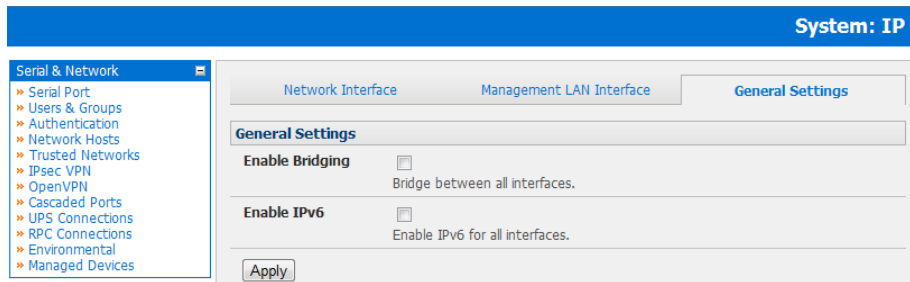 System: IP
Serial & Network
» Serial Port
» Users & Groups
» Authentication
» Network Hosts
» Trusted Networks
» IPsec VPN
» OpenVPN
» Cascaded Ports
» UPS Connections
» RPC Connections
» Environmental
» Managed Devices
Network Interface Management LAN Interface General Settings
General Settings
Enable Bridging
Bridge between all interfaces.
Enable IPv6
Enable IPv6 for all interfaces.
Apply